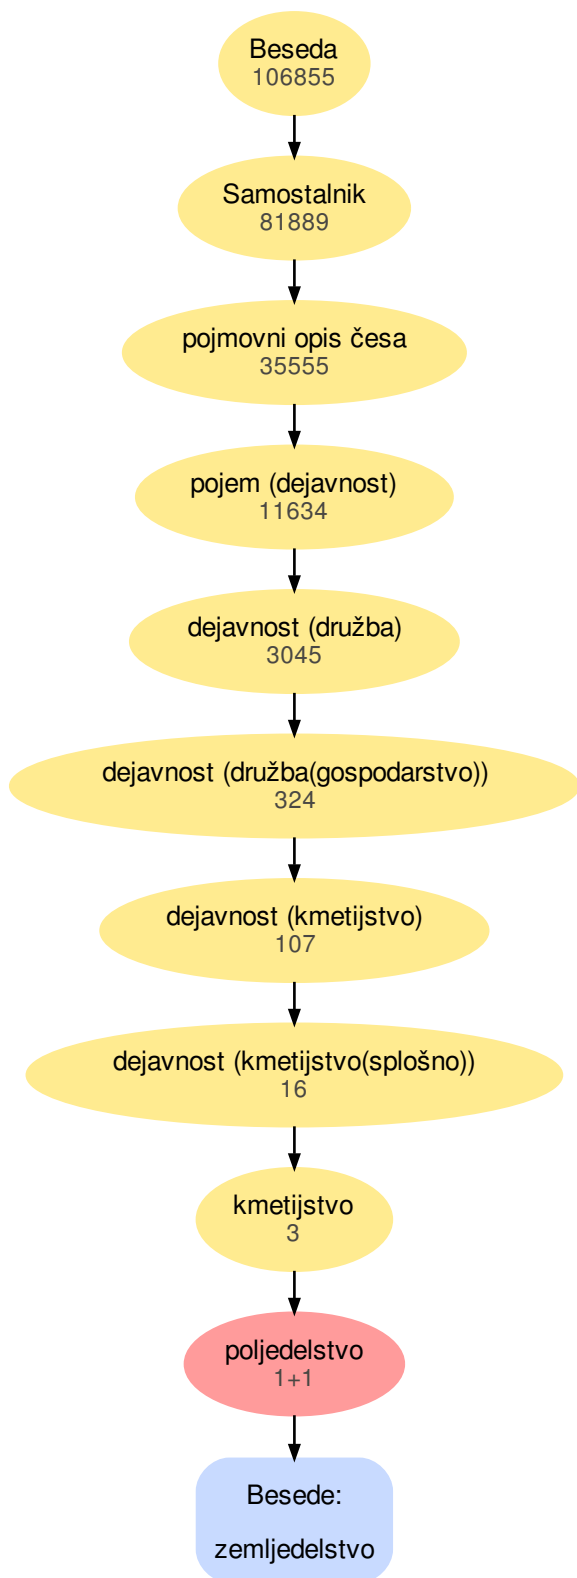 Beseda
106855
Samostalnik
81889
pojmovni opis česa
35555
pojem (dejavnost)
11634
dejavnost (družba)
3045
dejavnost (družba(gospodarstvo))
324
dejavnost (kmetijstvo)
107
dejavnost (kmetijstvo(splošno))
16
kmetijstvo
3
poljedelstvo
1+1
Besede:
zemljedelstvo